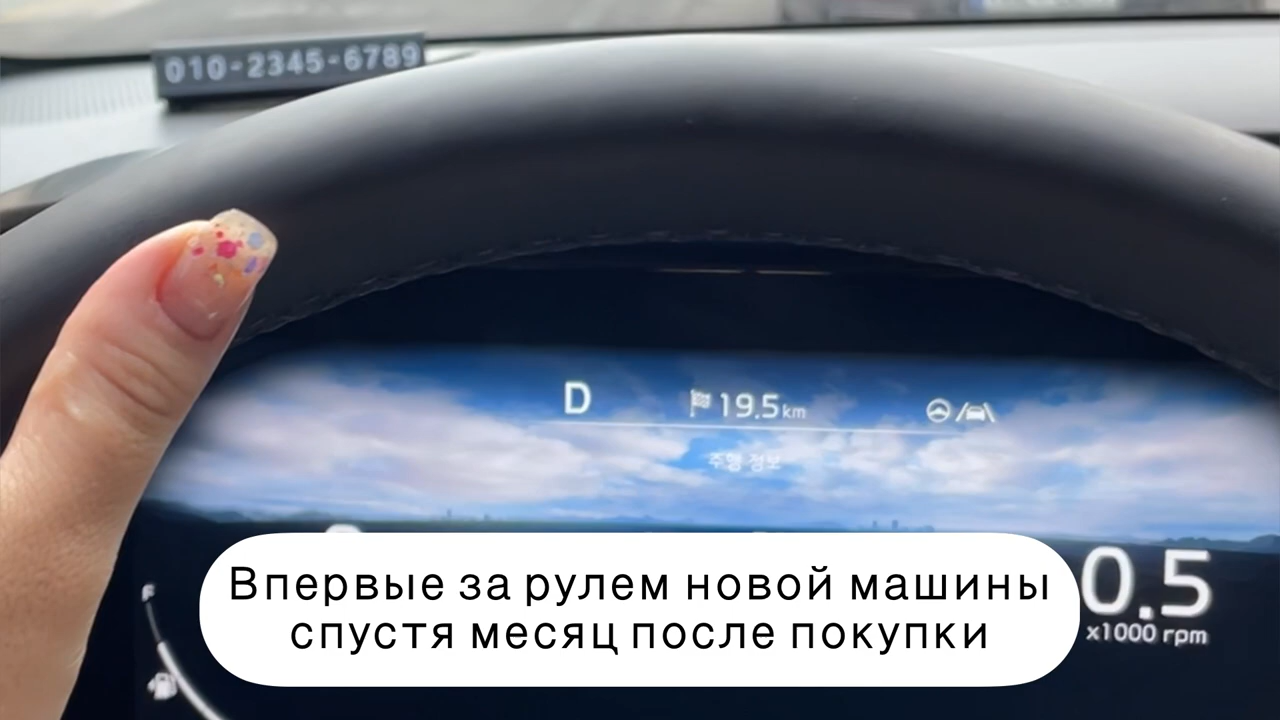 010-2345-6789
D
19.5km
주행 정보
0.5
x1000 rpm
F
Впервые за рулем новой машины
спустя месяц после покупки